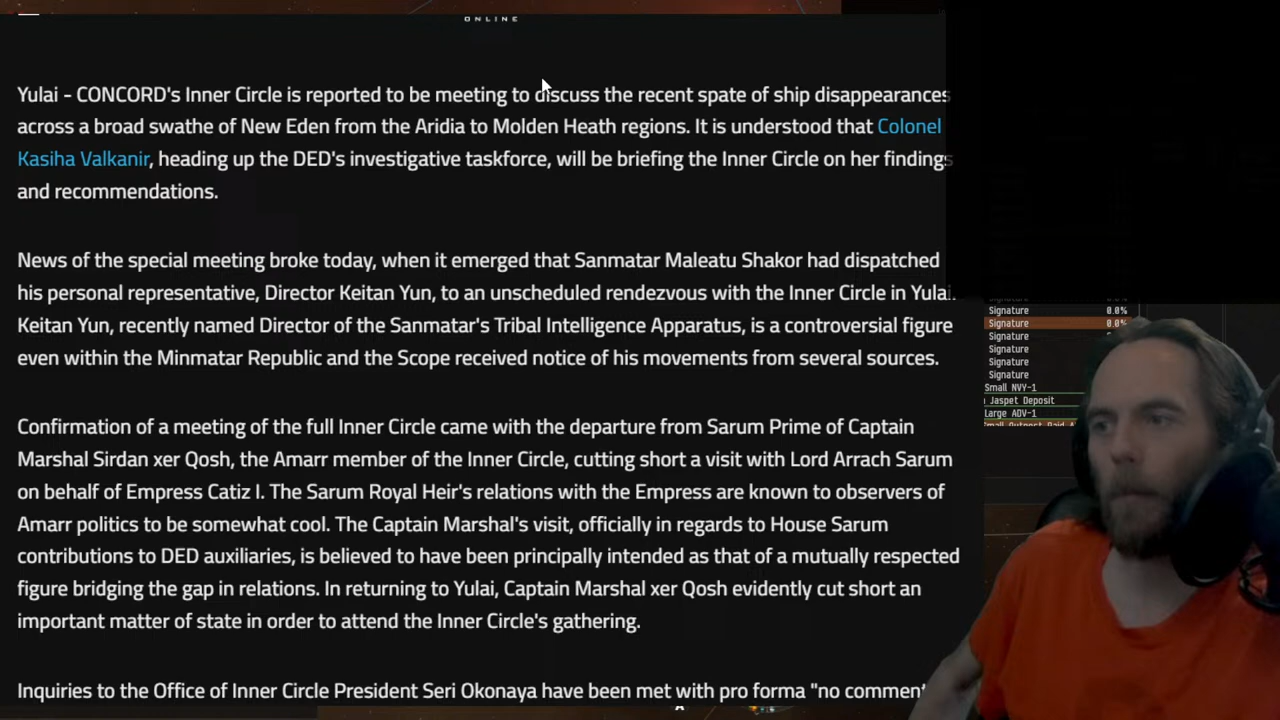 ONLINE
Yulai - CONCORD's Inner Circle is reported to be meeting to discuss the recent spate of ship disappearances
across a broad swathe of New Eden from the Aridia to Molden Heath regions. It is understood that Colonel
Kasiha Valkanir, heading up the DED's investigative taskforce, will be briefing the Inner Circle on her findings
and recommendations.
News of the special meeting broke today, when it emerged that Sanmatar Maleatu Shakor had dispatched
his personal representative, Director Keitan Yun, to an unscheduled rendezvous with the Inner Circle in Yulai.
Keitan Yun, recently named Director of the Sanmatar's Tribal Intelligence Apparatus, is a controversial figure
even within the Minmatar Republic and the Scope received notice of his movements from several sources.
Confirmation of a meeting of the full Inner Circle came with the departure from Sarum Prime of Captain
Marshal Sirdan xer Qosh, the Amarr member of the Inner Circle, cutting short a visit with Lord Arrach Sarum
on behalf of Empress Catiz I. The Sarum Royal Heir's relations with the Empress are known to observers of
Amarr politics to be somewhat cool. The Captain Marshal's visit, officially in regards to House Sarum
contributions to DED auxiliaries, is believed to have been principally intended as that of a mutually respected
figure bridging the gap in relations. In returning to Yulai, Captain Marshal xer Qosh evidently cut short an
important matter of state in order to attend the Inner Circle's gathering.
Inquiries to the Office of Inner Circle President Seri Okonaya have been met with pro forma "no comment
Signature
Signature 0.0%
Signature 0.0%
Signature
Signature
Signature
Signature
Small NVY-1
Jaspet Deposit
Large ADV-1